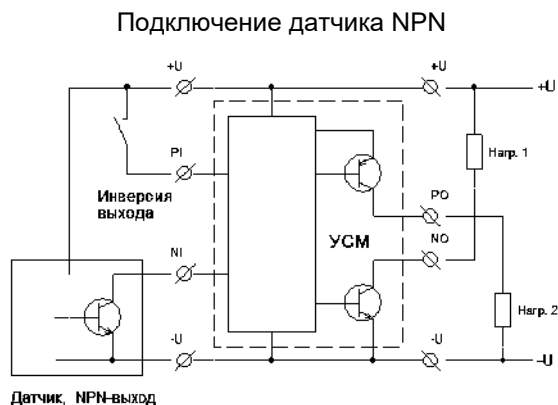 Подключение датчика NPN
+U
+U
+U
PI
Нагр. 1
Инверсия
выхода
PO
УСМ
NO
NI
Нагр. 2
-U
-U
-U
Датчик, NPN-выход